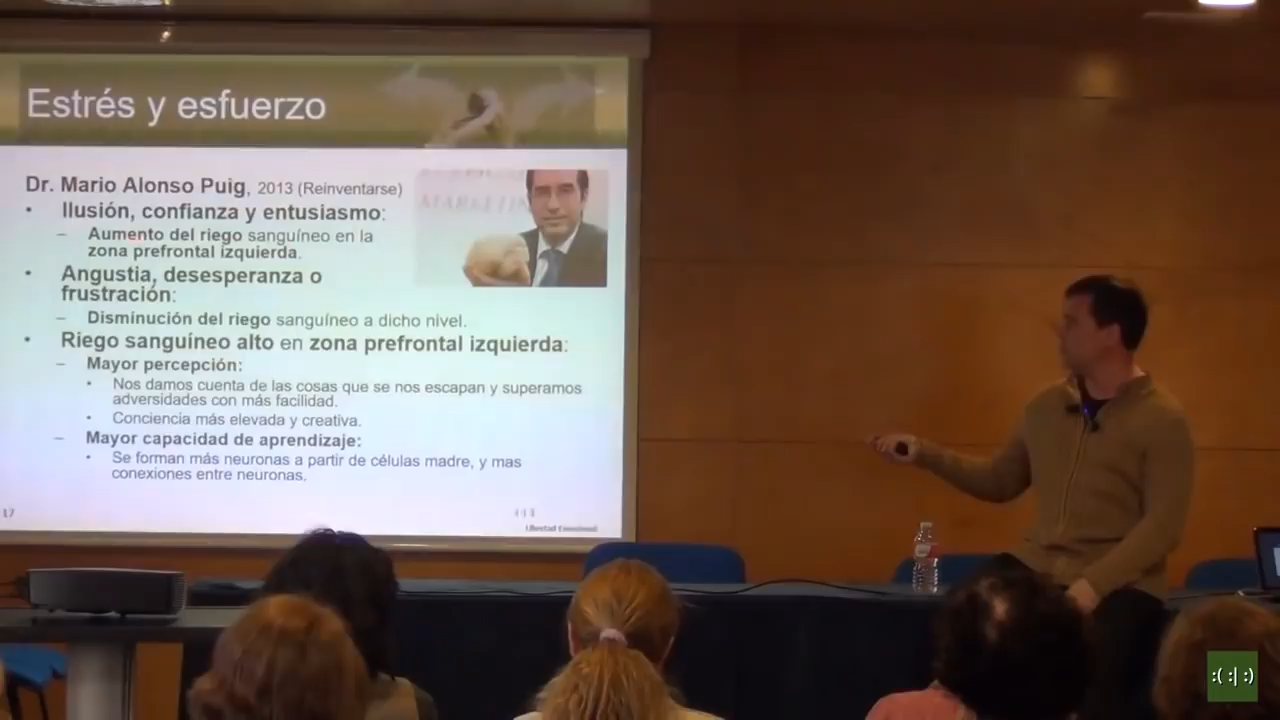 Estrés y esfuerzo
Dr. Mario Alonso Puig, 2013 (Reinventarse)
MARKETIN
• Ilusión, confianza y entusiasmo:
– Aumento del riego sanguíneo en la
zona prefrontal izquierda.
• Angustia, desesperanza o
frustración:
– Disminución del riego sanguíneo a dicho nivel.
• Riego sanguíneo alto en zona prefrontal izquierda:
– Mayor percepción:
• Nos damos cuenta de las cosas que se nos escapan y superamos
adversidades con más facilidad.
• Conciencia más elevada y creativa.
– Mayor capacidad de aprendizaje:
• Se forman más neuronas a partir de células madre, y mas
conexiones entre neuronas.
17
Libertad Emocional
:( :| :)